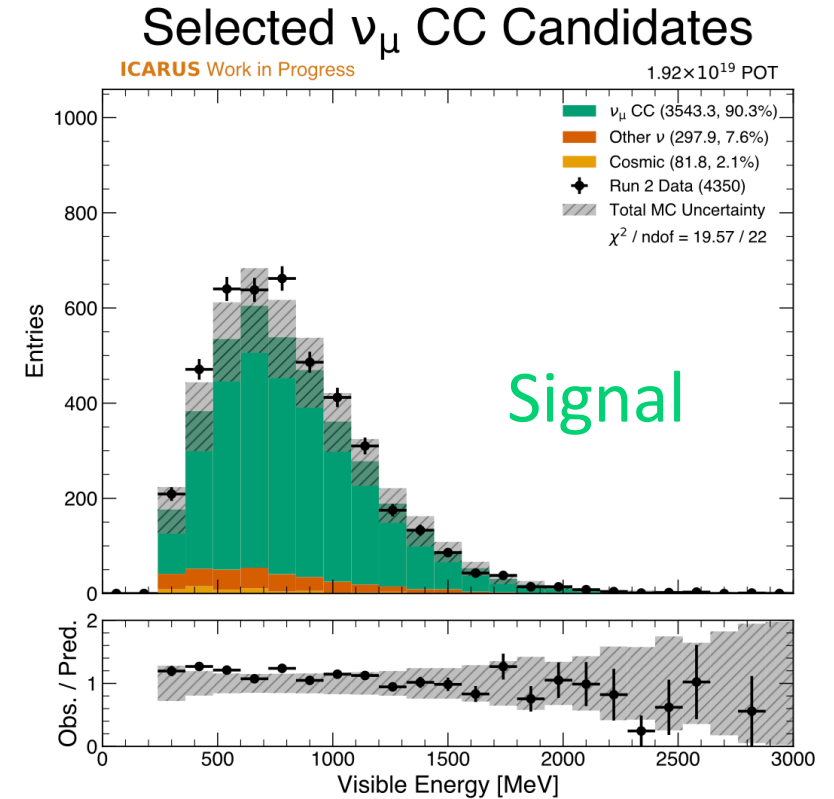 Selected νμ CC Candidates
ICARUS Work in Progress
1.92×10¹⁹ POT
νμ CC (3543.3, 90.3%)
Other ν (297.9, 7.6%)
Cosmic (81.8, 2.1%)
Run 2 Data (4350)
Total MC Uncertainty
χ² / ndof = 19.57 / 22
1000
800
600
400
200
0
Entries
Signal
2
1
0
Obs. / Pred.
0 500 1000 1500 2000 2500 3000
Visible Energy [MeV]